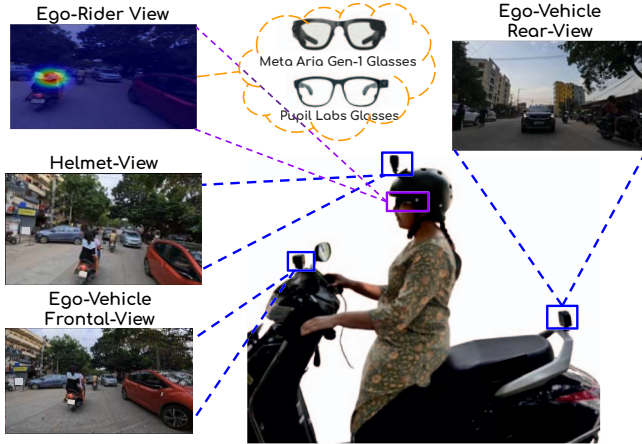 Ego-Rider View
Meta Aria Gen-1 Glasses
Pupil Labs Glasses
Ego-Vehicle
Rear-View
Helmet-View
Ego-Vehicle
Frontal-View